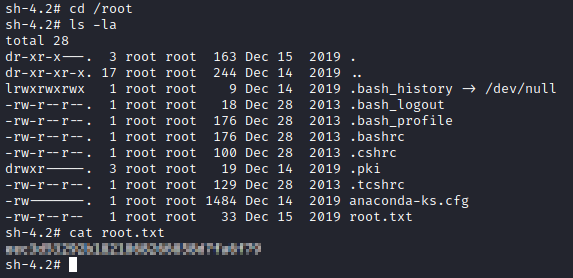 sh-4.2# cd /root
sh-4.2# ls -la
total 28
dr-xr-x---.  3 root root  163 Dec 15  2019 .
dr-xr-xr-x. 17 root root  244 Dec 14  2019 ..
lrwxrwxrwx   1 root root    9 Dec 14  2019 .bash_history -> /dev/null
-rw-r--r--.  1 root root   18 Dec 28  2013 .bash_logout
-rw-r--r--.  1 root root  176 Dec 28  2013 .bash_profile
-rw-r--r--.  1 root root  176 Dec 28  2013 .bashrc
-rw-r--r--.  1 root root  100 Dec 28  2013 .cshrc
drwxr-----.  3 root root   19 Dec 14  2019 .pki
-rw-r--r--.  1 root root  129 Dec 28  2013 .tcshrc
-rw-------.  1 root root 1484 Dec 14  2019 anaconda-ks.cfg
-rw-r--r--   1 root root   33 Dec 15  2019 root.txt
sh-4.2# cat root.txt
sh-4.2#